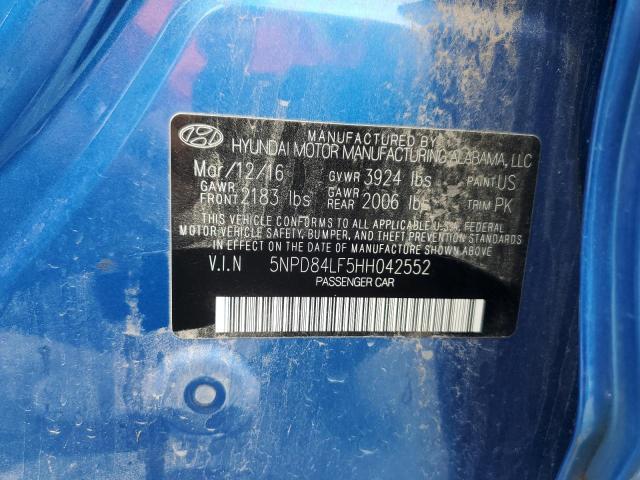 MANUFACTURED BY
HYUNDAI MOTOR MANUFACTURING ALABAMA, LLC
Mar/12/16 GVWR 3924 lbs PAINT US
GAWR FRONT 2183 lbs GAWR REAR 2006 lbs TRIM PK
THIS VEHICLE CONFORMS TO ALL APPLICABLE U.S.A. FEDERAL
MOTOR VEHICLE SAFETY, BUMPER, AND THEFT PREVENTION STANDARDS
IN EFFECT ON THE DATE OF MANUFACTURE SHOWN ABOVE.
V.I.N 5NPD84LF5HH042552
PASSENGER CAR